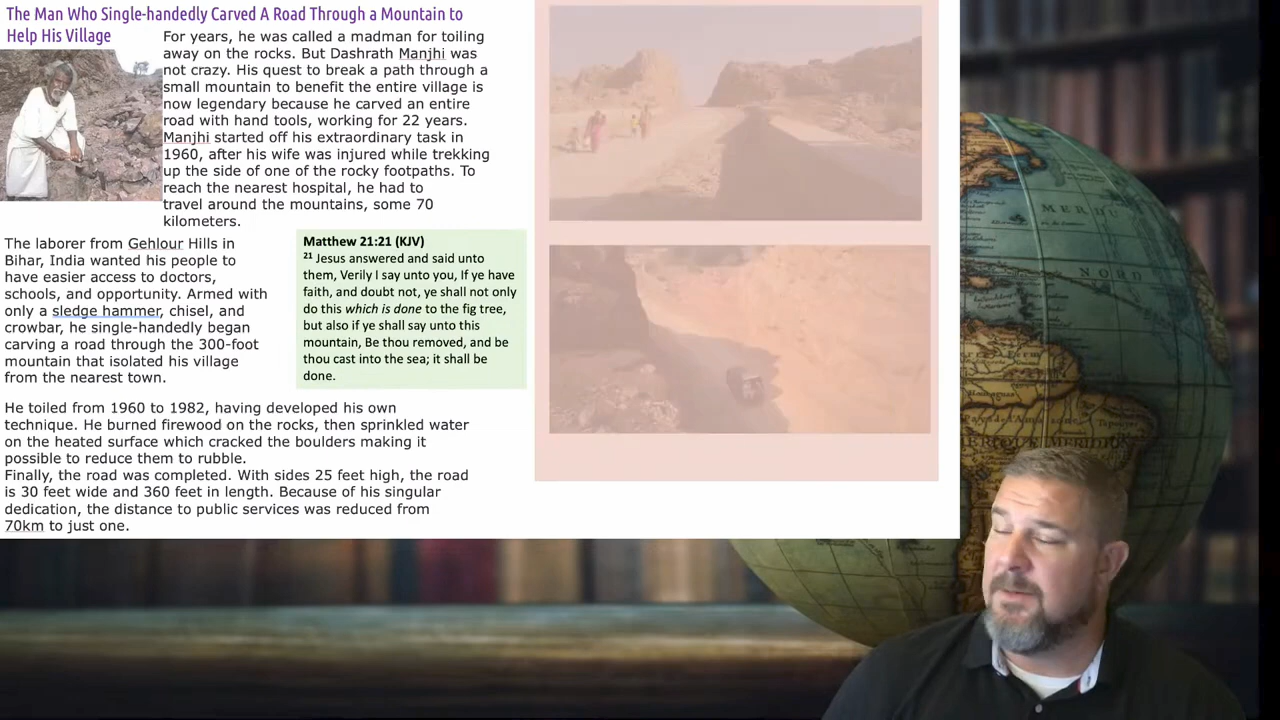 The Man Who Single-handedly Carved A Road Through a Mountain to
Help His Village
For years, he was called a madman for toiling
away on the rocks. But Dashrath Manjhi was
not crazy. His quest to break a path through a
small mountain to benefit the entire village is
now legendary because he carved an entire
road with hand tools, working for 22 years.
Manjhi started off his extraordinary task in
1960, after his wife was injured while trekking
up the side of one of the rocky footpaths. To
reach the nearest hospital, he had to
travel around the mountains, some 70
kilometers.
The laborer from Gehlour Hills in
Bihar, India wanted his people to
have easier access to doctors,
schools, and opportunity. Armed with
only a sledge hammer, chisel, and
crowbar, he single-handedly began
carving a road through the 300-foot
mountain that isolated his village
from the nearest town.
Matthew 21:21 (KJV)
21 Jesus answered and said unto
them, Verily I say unto you, If ye have
faith, and doubt not, ye shall not only
do this which is done to the fig tree,
but also if ye shall say unto this
mountain, Be thou removed, and be
thou cast into the sea; it shall be
done.
He toiled from 1960 to 1982, having developed his own
technique. He burned firewood on the rocks, then sprinkled water
on the heated surface which cracked the boulders making it
possible to reduce them to rubble.
Finally, the road was completed. With sides 25 feet high, the road
is 30 feet wide and 360 feet in length. Because of his singular
dedication, the distance to public services was reduced from
70km to just one.
MER DU
NORD